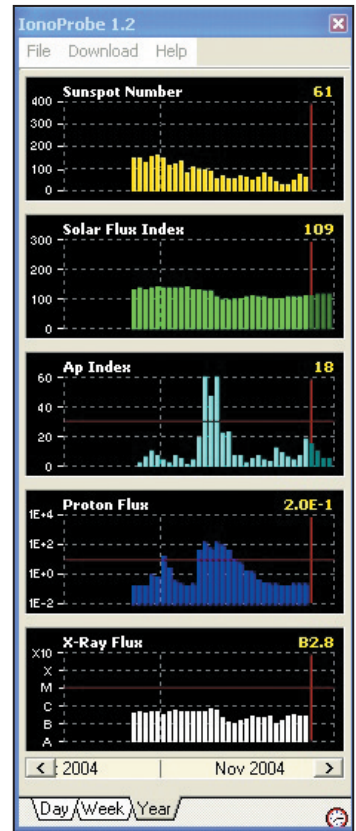 IonoProbe 1.2
File Download Help
Sunspot Number 61
400
300
200
100
0
Solar Flux Index 109
300
200
100
0
Ap Index 18
60
40
20
0
Proton Flux 2.0E-1
1E+4
1E+2
1E+0
1E-2
X-Ray Flux B2.8
X10
X
M
C
B
A
< 2004 | Nov 2004 >
Day Week Year